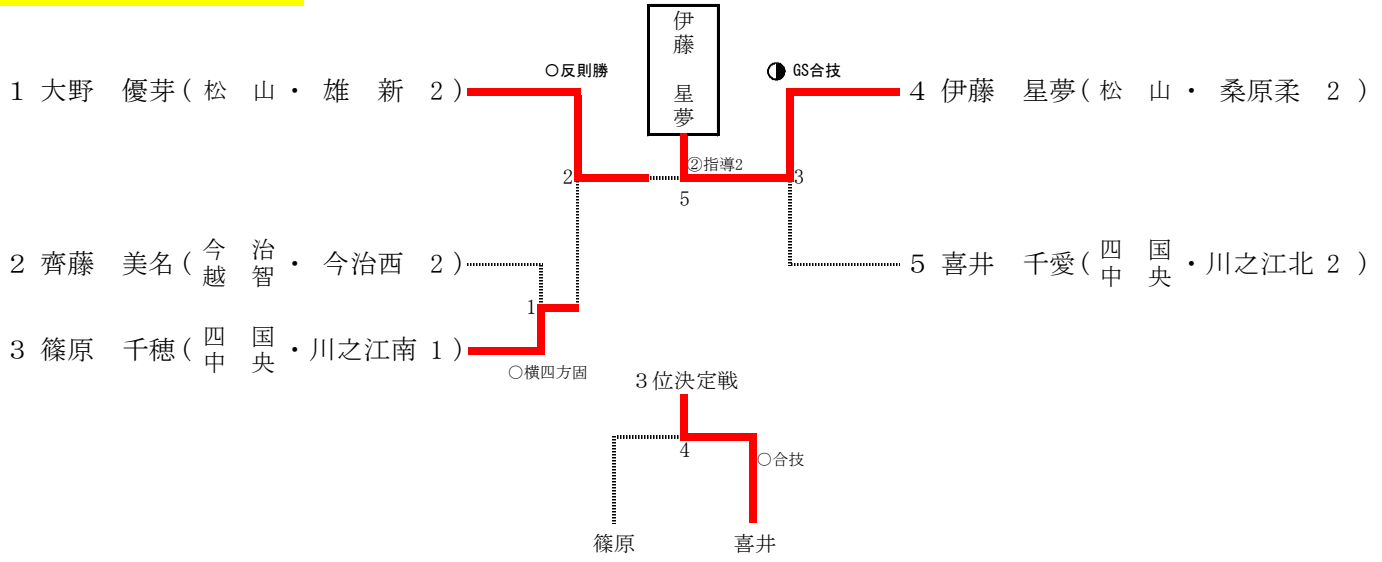 伊藤 星夢
○反則勝
◑ GS合技
1 大野 優芽(松 山・雄 新 2)
4 伊藤 星夢(松 山・桑原柔 2)
②指導2
2
3
5
2 齊藤 美名(今治越智・今治西 2)
5 喜井 千愛(四国中央・川之江北 2)
1
3 篠原 千穂(四国中央・川之江南 1)
○横四方固
3位決定戦
4
○合技
篠原
喜井